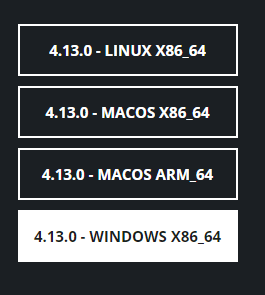 4.13.0 - LINUX X86_64
4.13.0 - MACOS X86_64
4.13.0 - MACOS ARM_64
4.13.0 - WINDOWS X86_64